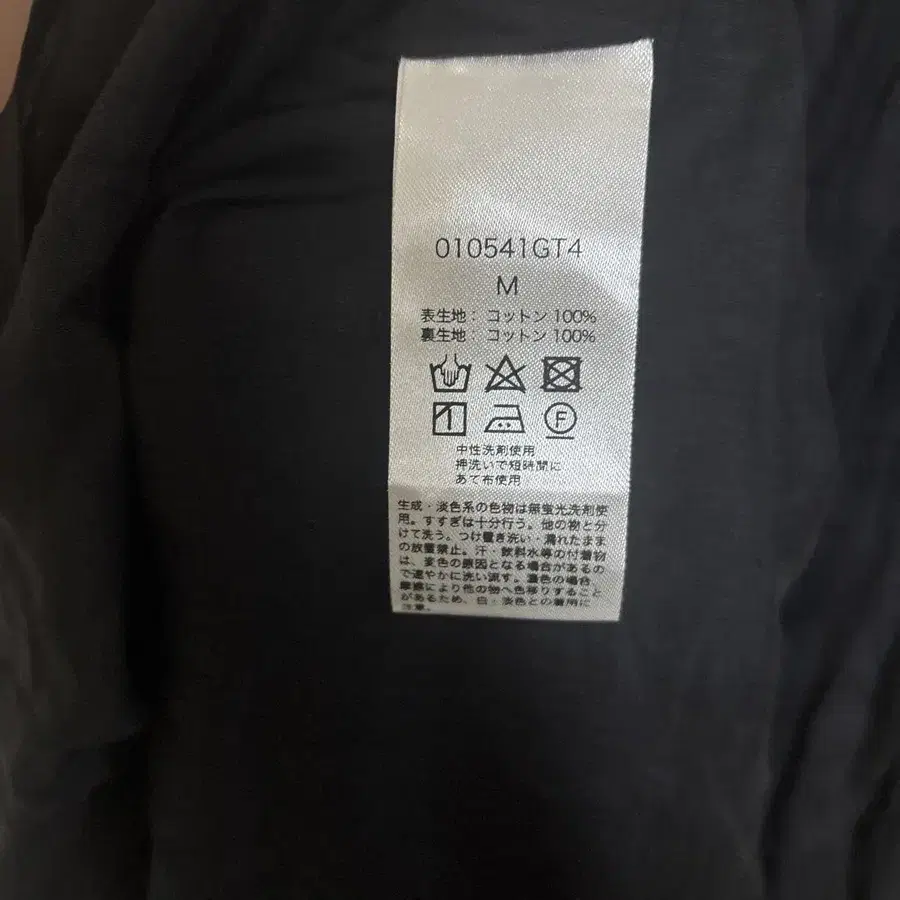 010541GT4
M
表生地： コットン 100%
裏生地： コットン 100%
1
F
中性洗剤使用
押洗いで短時間に
あて布使用
生成・淡色系の色物は無蛍光洗剤使
用。すすぎは十分行う。他の物と分
けて洗う。つけ置き洗い・濡れたまま
の放置禁止。汗・飲料水等の付着物
は、変色の原因となる場合があるの
で速やかに洗い流す。濃色の場合
摩擦により他の物へ色移りすること
があるため、白・淡色との着用に
注意。